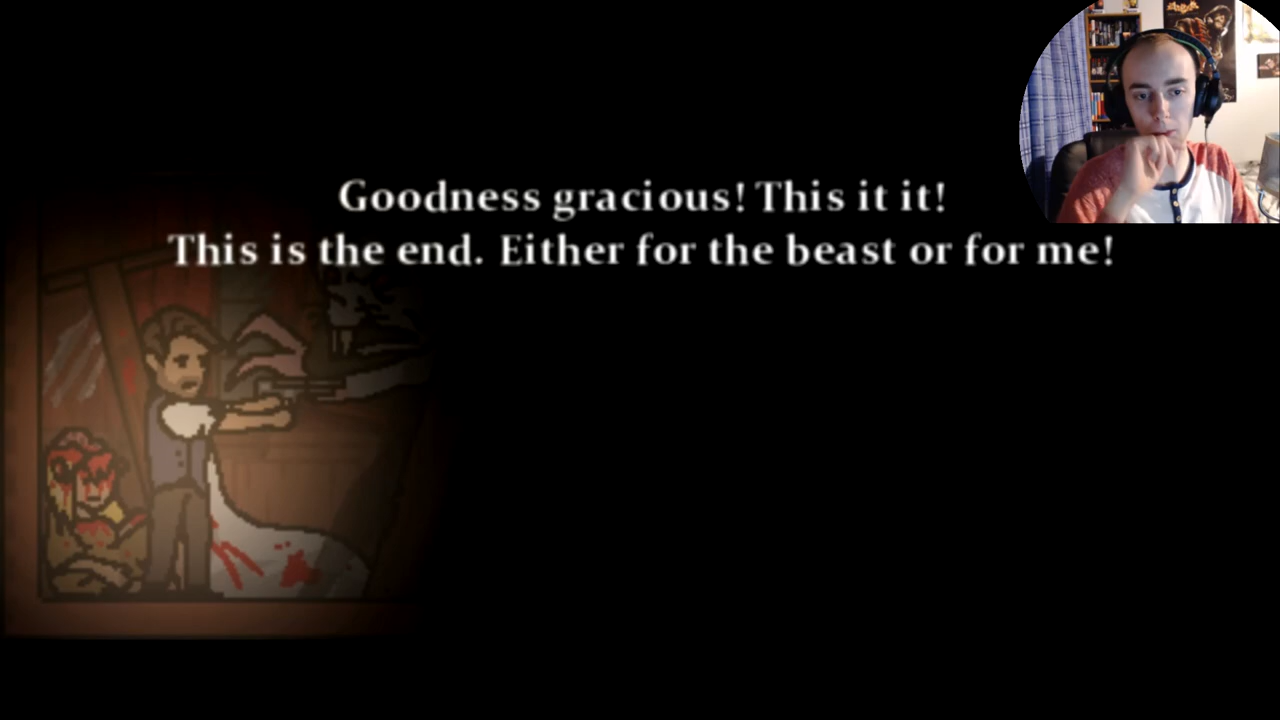 Goodness gracious! This it it!
This is the end. Either for the beast or for me!